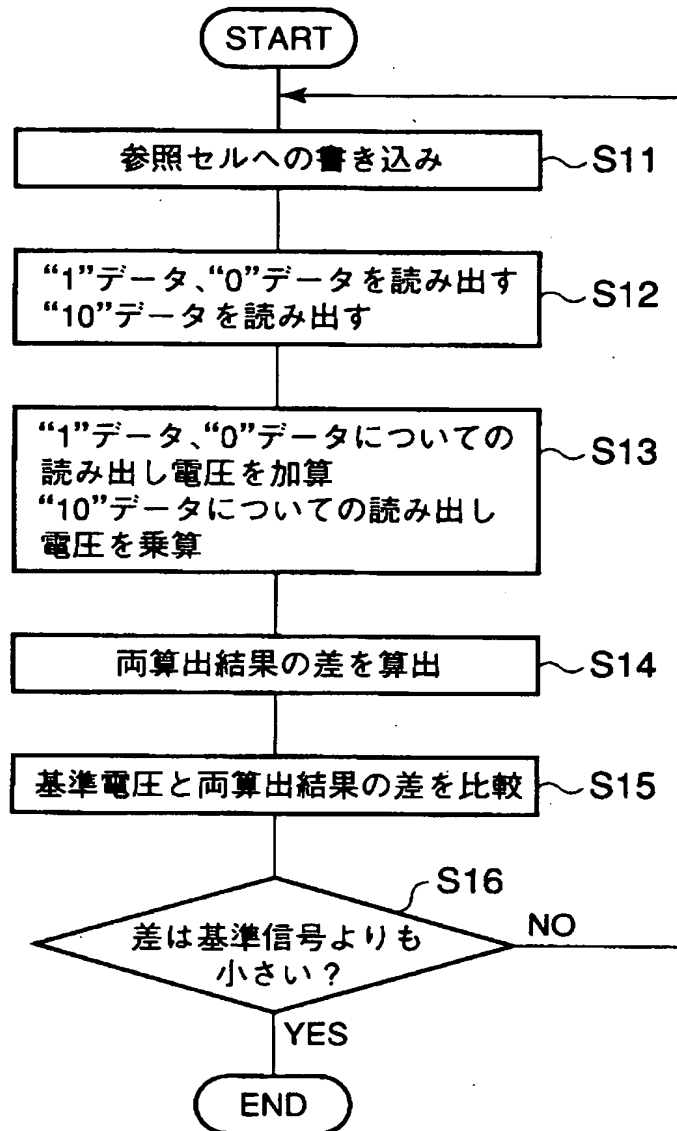 START
参照セルへの書き込み
S11
“1”データ、“0”データを読み出す
“10”データを読み出す
S12
“1”データ、“0”データについての
読み出し電圧を加算
“10”データについての読み出し
電圧を乗算
S13
両算出結果の差を算出
S14
基準電圧と両算出結果の差を比較
S15
S16
差は基準信号よりも
小さい？
NO
YES
END